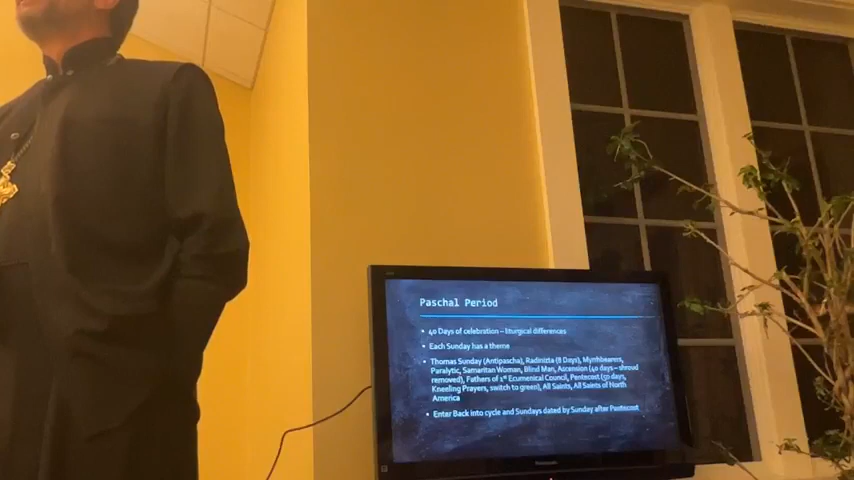 Paschal Period
• 40 Days of celebration – liturgical differences
• Each Sunday has a theme
• Thomas Sunday (Antipascha), Radinitza (8 Days), Myrrhbearers,
Paralytic, Samaritan Woman, Blind Man, Ascension (40 days – shroud
removed), Fathers of 1st Ecumenical Council, Pentecost (50 days,
Kneeling Prayers, switch to green), All Saints, All Saints of North
America
• Enter Back into cycle and Sundays dated by Sunday after Pentecost
Panasonic